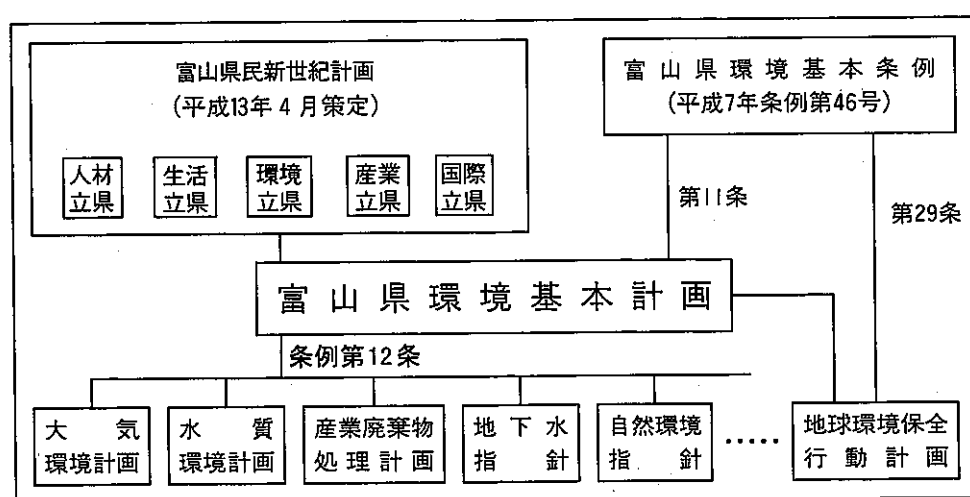 富山県民新世紀計画
(平成13年4月策定)
人材
立県
生活
立県
環境
立県
産業
立県
国際
立県
富山県環境基本条例
(平成7年条例第46号)
第11条
第29条
富山県環境基本計画
条例第12条
大気
環境計画
水質
環境計画
産業廃棄物
処理計画
地下水
指針
自然環境
指針
.....
地球環境保全
行動計画